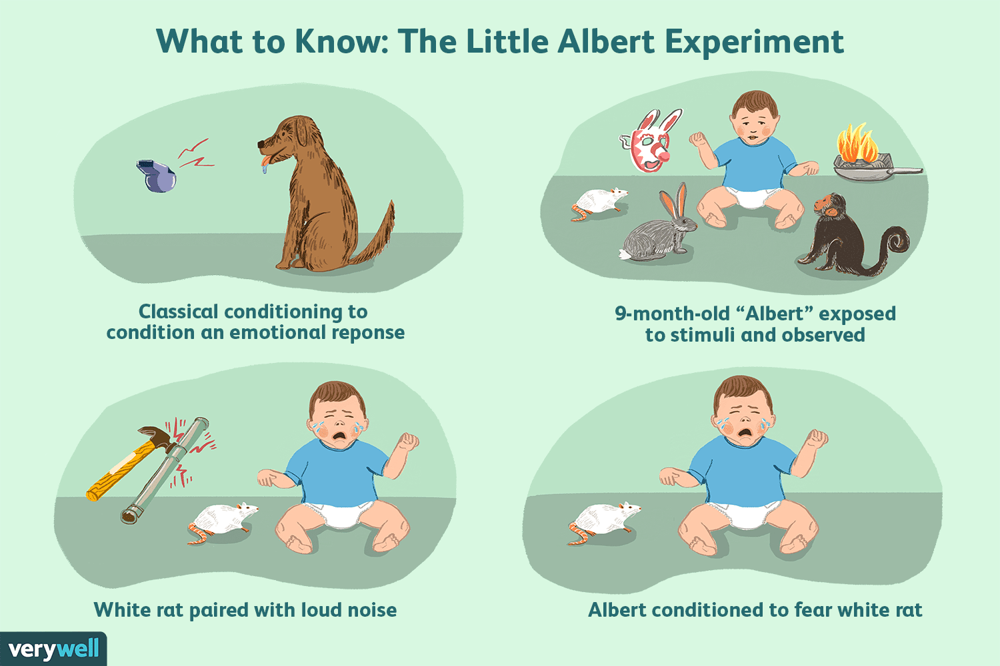 What to Know: The Little Albert Experiment
Classical conditioning to
condition an emotional reponse
9-month-old “Albert” exposed
to stimuli and observed
White rat paired with loud noise
Albert conditioned to fear white rat
verywell